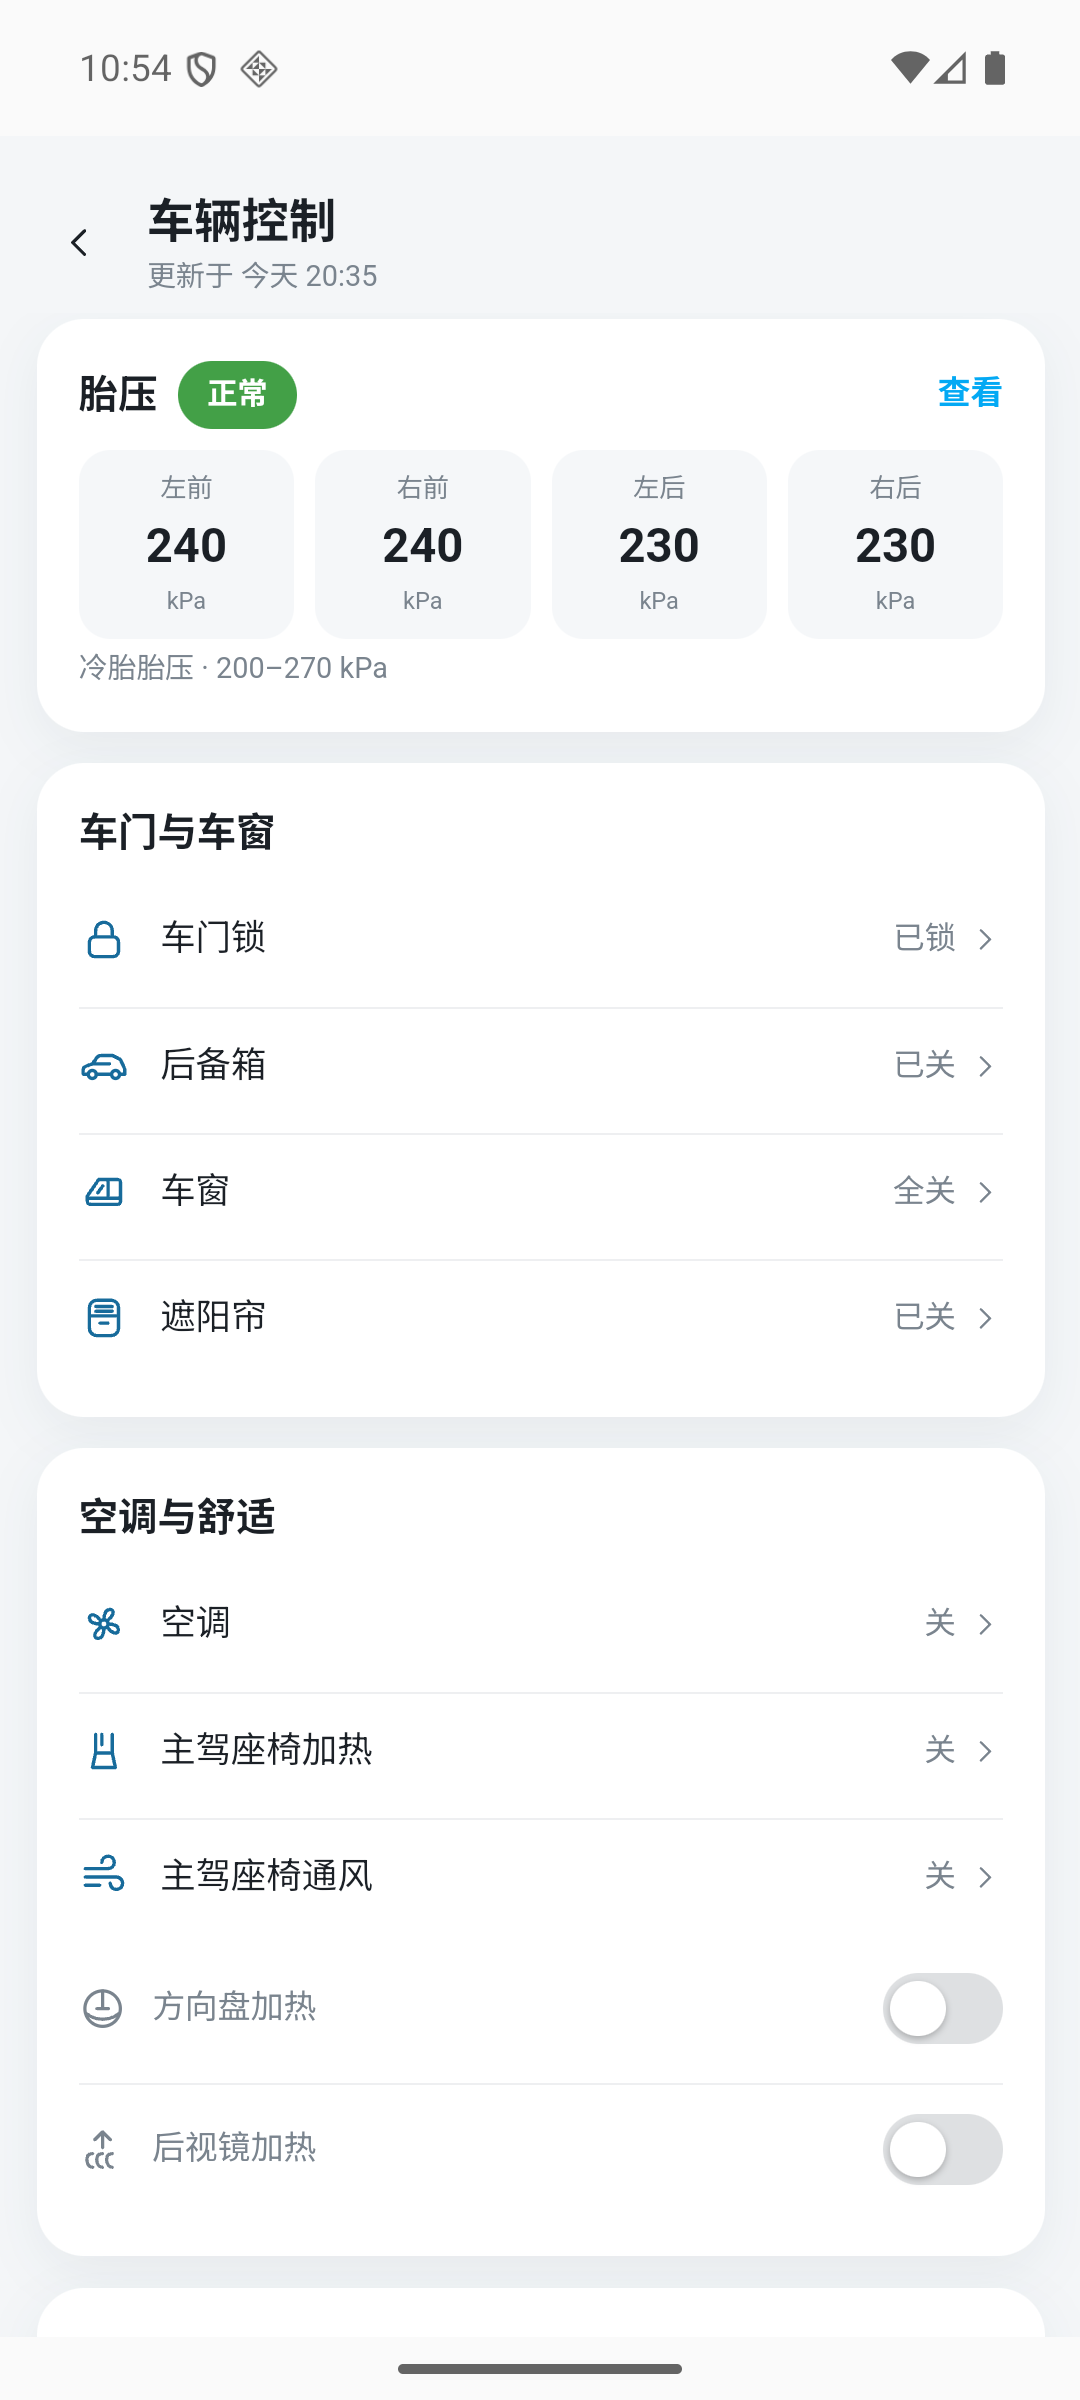 10:54
车辆控制
更新于 今天 20:35
胎压 正常 查看
左前 右前 左后 右后
240 240 230 230
kPa kPa kPa kPa
冷胎胎压 · 200–270 kPa
车门与车窗
车门锁 已锁
后备箱 已关
车窗 全关
遮阳帘 已关
空调与舒适
空调 关
主驾座椅加热 关
主驾座椅通风 关
方向盘加热
后视镜加热